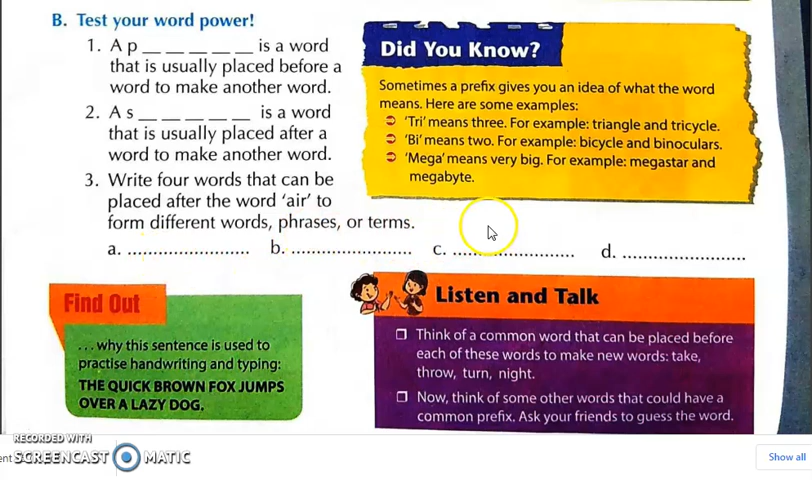 B. Test your word power!
1. A p _ _ _ _ _ is a word
that is usually placed before a
word to make another word.
2. A s _ _ _ _ _ is a word
that is usually placed after a
word to make another word.
3. Write four words that can be
placed after the word ‘air’ to
form different words, phrases, or terms.
a. ........................ b. ........................ c. ........................ d. ........................
Did You Know?
Sometimes a prefix gives you an idea of what the word
means. Here are some examples:
‘Tri’ means three. For example: triangle and tricycle.
‘Bi’ means two. For example: bicycle and binoculars.
‘Mega’ means very big. For example: megastar and
megabyte.
Find Out
... why this sentence is used to
practise handwriting and typing:
THE QUICK BROWN FOX JUMPS
OVER A LAZY DOG.
Listen and Talk
Think of a common word that can be placed before
each of these words to make new words: take,
throw, turn, night.
Now, think of some other words that could have a
common prefix. Ask your friends to guess the word.
RECORDED WITH
SCREENCAST MATIC
Show all